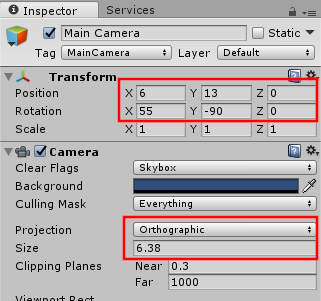 Inspector Services
Main Camera Static
Tag MainCamera Layer Default
Transform
Position X 6 Y 13 Z 0
Rotation X 55 Y -90 Z 0
Scale X 1 Y 1 Z 1
Camera
Clear Flags Skybox
Background
Culling Mask Everything
Projection Orthographic
Size 6.38
Clipping Planes Near 0.3
Far 1000
Viewport Rect